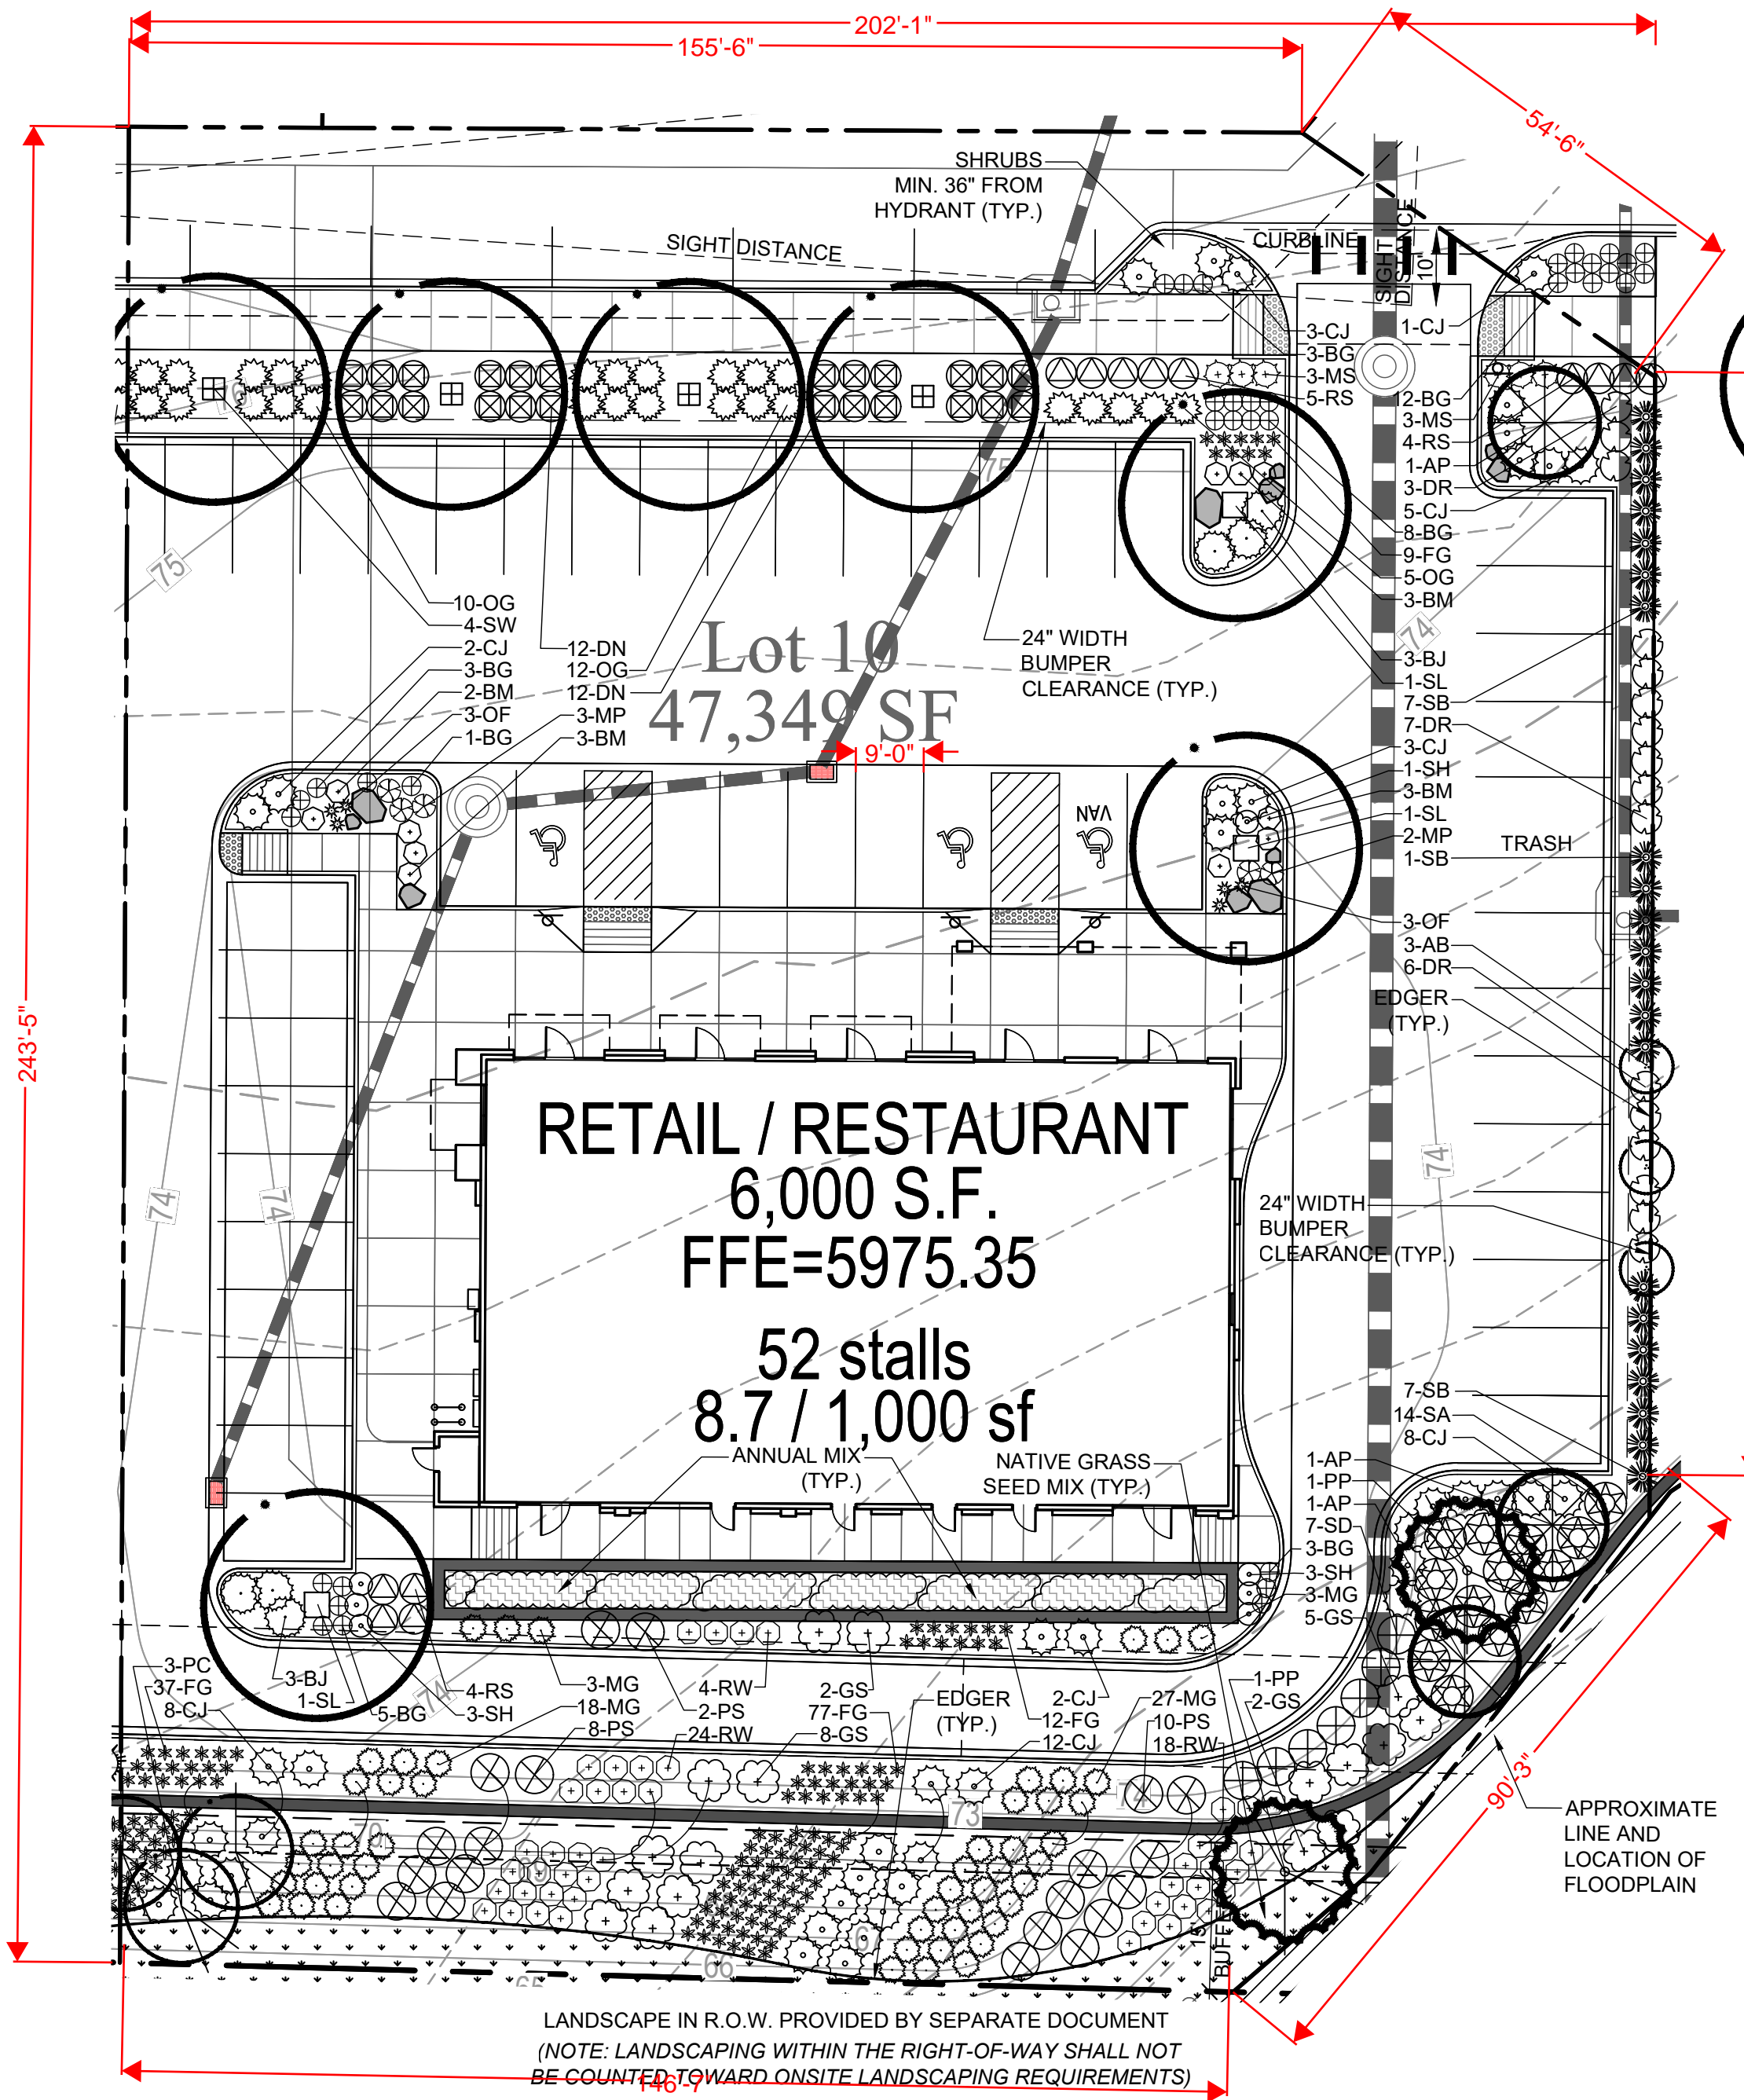 202'-1"
155'-6"
54'-6"
SHRUBS
MIN. 36" FROM
HYDRANT (TYP.)
SIGHT DISTANCE
CURBLINE
SIGHT
DISTANCE
10'
3-CJ
3-BG
3-MS
5-RS
1-CJ
12-BG
3-MS
4-RS
1-AP
3-DR
5-CJ
8-BG
9-FG
5-OG
3-BM
76
75
75
74
10-OG
4-SW
2-CJ
3-BG
2-BM
3-OF
1-BG
12-DN
12-OG
12-DN
3-MP
3-BM
Lot 10
47,349 SF
24" WIDTH
BUMPER
CLEARANCE (TYP.)
9'-0"
3-BJ
1-SL
7-SB
7-DR
3-CJ
1-SH
3-BM
1-SL
2-MP
1-SB
TRASH
VAN
3-OF
3-AB
6-DR
EDGER
(TYP.)
243'-5"
RETAIL / RESTAURANT
6,000 S.F.
FFE=5975.35
52 stalls
8.7 / 1,000 sf
74
74
74
24" WIDTH
BUMPER
CLEARANCE (TYP.)
ANNUAL MIX
(TYP.)
NATIVE GRASS
SEED MIX (TYP.)
7-SB
14-SA
8-CJ
1-AP
1-PP
1-AP
7-SD
3-BG
3-SH
3-MG
5-GS
3-PC
37-FG
8-CJ
3-BJ
1-SL
5-BG
74
4-RS
3-SH
3-MG
18-MG
8-PS
4-RW
2-PS
24-RW
2-GS
77-FG
8-GS
EDGER
(TYP.)
2-CJ
12-FG
12-CJ
27-MG
10-PS
18-RW
1-PP
2-GS
90'-3"
APPROXIMATE
LINE AND
LOCATION OF
FLOODPLAIN
70
69
73
74
67
66
65
15'
BUFFER
LANDSCAPE IN R.O.W. PROVIDED BY SEPARATE DOCUMENT
(NOTE: LANDSCAPING WITHIN THE RIGHT-OF-WAY SHALL NOT
BE COUNTED TOWARD ONSITE LANDSCAPING REQUIREMENTS)
146'-7"